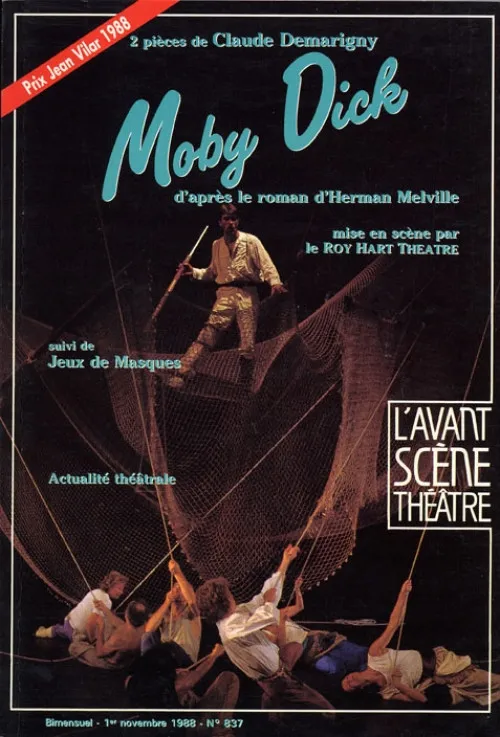 Prix Jean Vilar 1988
2 pièces de Claude Demarigny
Moby Dick
d'après le roman d'Herman Melville
mise en scène par
le ROY HART THEATRE
suivi de
Jeux de Masques
L'AVANT
SCÈNE
THÉÂTRE
Actualité théâtrale
Bimensuel - 1er novembre 1988 - N° 837